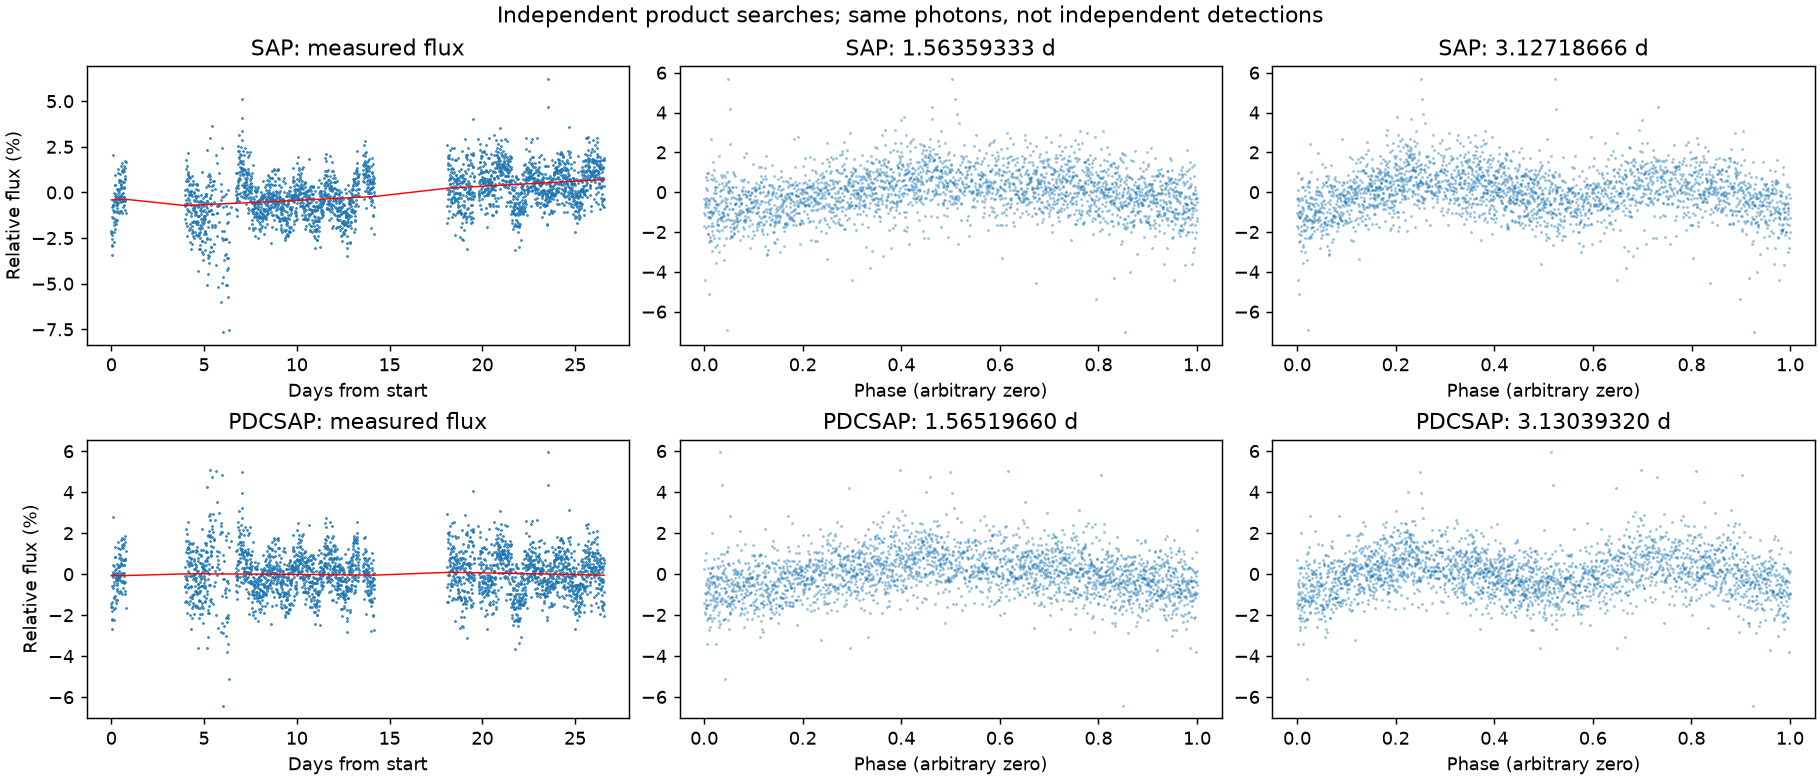 Independent product searches; same photons, not independent detections
SAP: measured flux
SAP: 1.56359333 d
SAP: 3.12718666 d
Relative flux (%)
5.0
2.5
0.0
−2.5
−5.0
−7.5
0 5 10 15 20 25
Days from start
6
4
2
0
−2
−4
−6
0.0 0.2 0.4 0.6 0.8 1.0
Phase (arbitrary zero)
6
4
2
0
−2
−4
−6
0.0 0.2 0.4 0.6 0.8 1.0
Phase (arbitrary zero)
PDCSAP: measured flux
PDCSAP: 1.56519660 d
PDCSAP: 3.13039320 d
Relative flux (%)
6
4
2
0
−2
−4
−6
0 5 10 15 20 25
Days from start
6
4
2
0
−2
−4
−6
0.0 0.2 0.4 0.6 0.8 1.0
Phase (arbitrary zero)
6
4
2
0
−2
−4
−6
0.0 0.2 0.4 0.6 0.8 1.0
Phase (arbitrary zero)